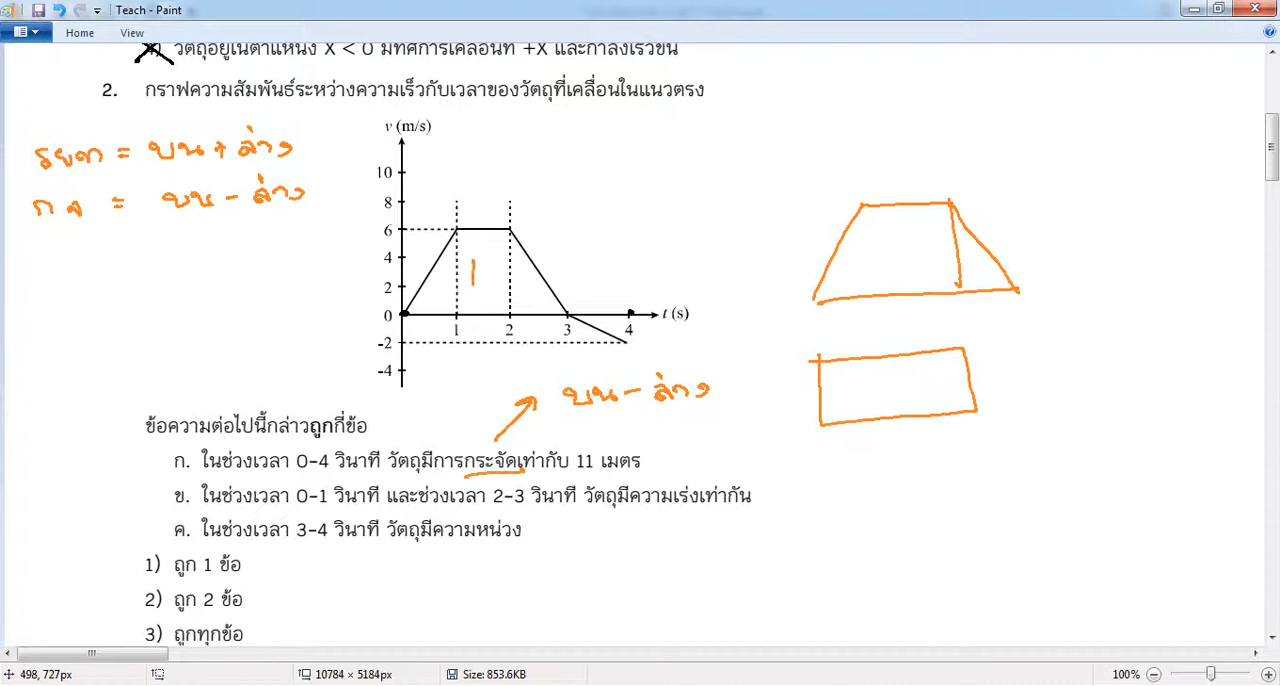 Teach - Paint
Home View
วัตถุอยู่ในตำแหน่ง X < 0 มีทิศการเคลื่อนที่ +X และกำลังเร็วขึ้น
2. กราฟความสัมพันธ์ระหว่างความเร็วกับเวลาของวัตถุที่เคลื่อนในแนวตรง
v (m/s)
บน + ล่าง
= บน - ล่าง
10
8
6
4
2
0
-2
-4
1 2 3 4 t (s)
บน - ล่าง
ข้อความต่อไปนี้กล่าวถูกกี่ข้อ
ก. ในช่วงเวลา 0-4 วินาที วัตถุมีการกระจัดเท่ากับ 11 เมตร
ข. ในช่วงเวลา 0-1 วินาที และช่วงเวลา 2-3 วินาที วัตถุมีความเร่งเท่ากัน
ค. ในช่วงเวลา 3-4 วินาที วัตถุมีความหน่วง
1) ถูก 1 ข้อ
2) ถูก 2 ข้อ
3) ถูกทุกข้อ
498, 727px 10784 × 5184px Size: 853.6KB 100%